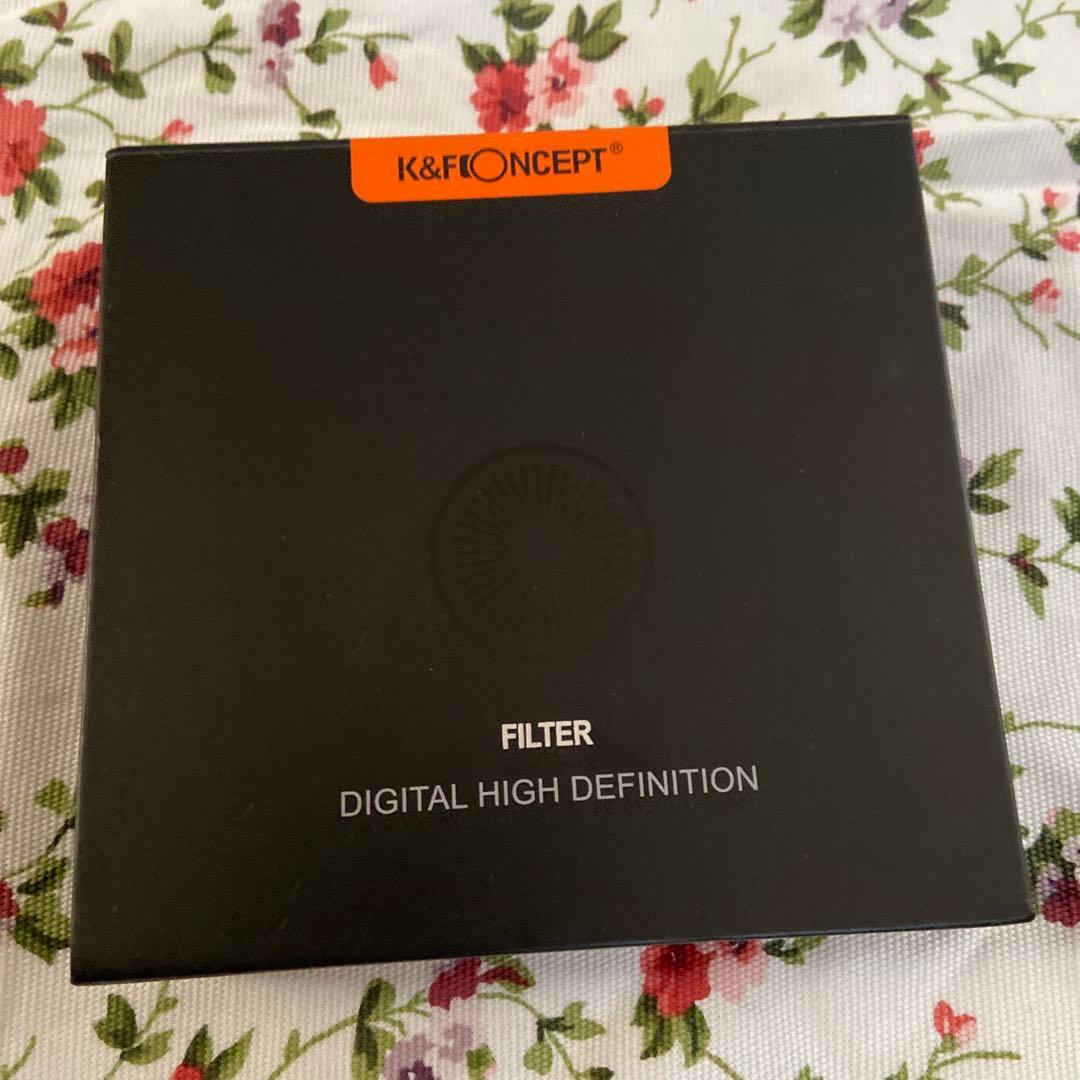 K&F CONCEPT®
FILTER
DIGITAL HIGH DEFINITION